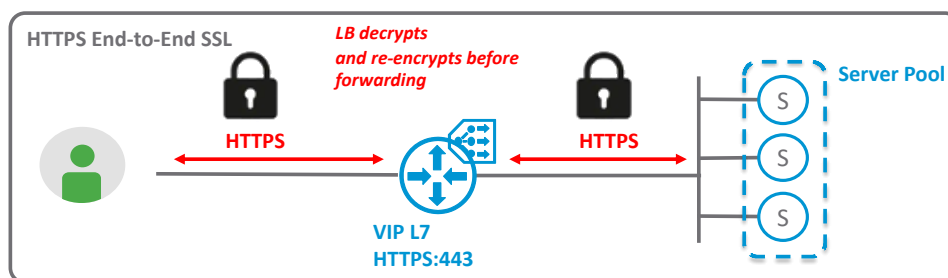 HTTPS End-to-End SSL
LB decrypts
and re-encrypts before
forwarding
HTTPS
HTTPS
Server Pool
S
S
S
VIP L7
HTTPS:443